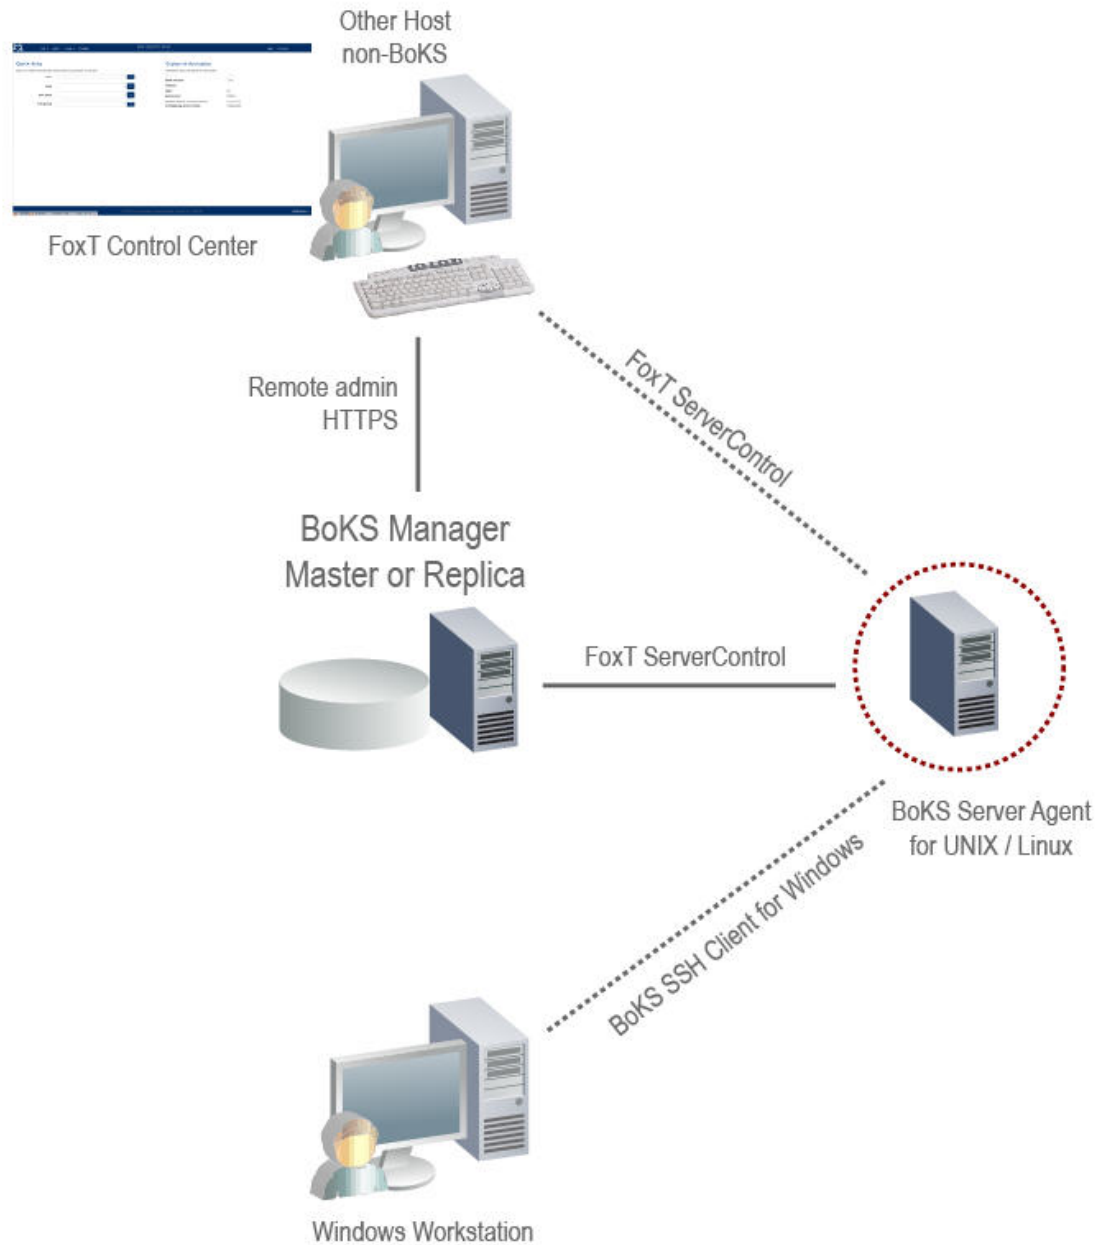 Other Host
non-BoKS
FoxT Control Center
Remote admin
HTTPS
FoxT ServerControl
BoKS Manager
Master or Replica
FoxT ServerControl
BoKS Server Agent
for UNIX / Linux
BoKS SSH Client for Windows
Windows Workstation